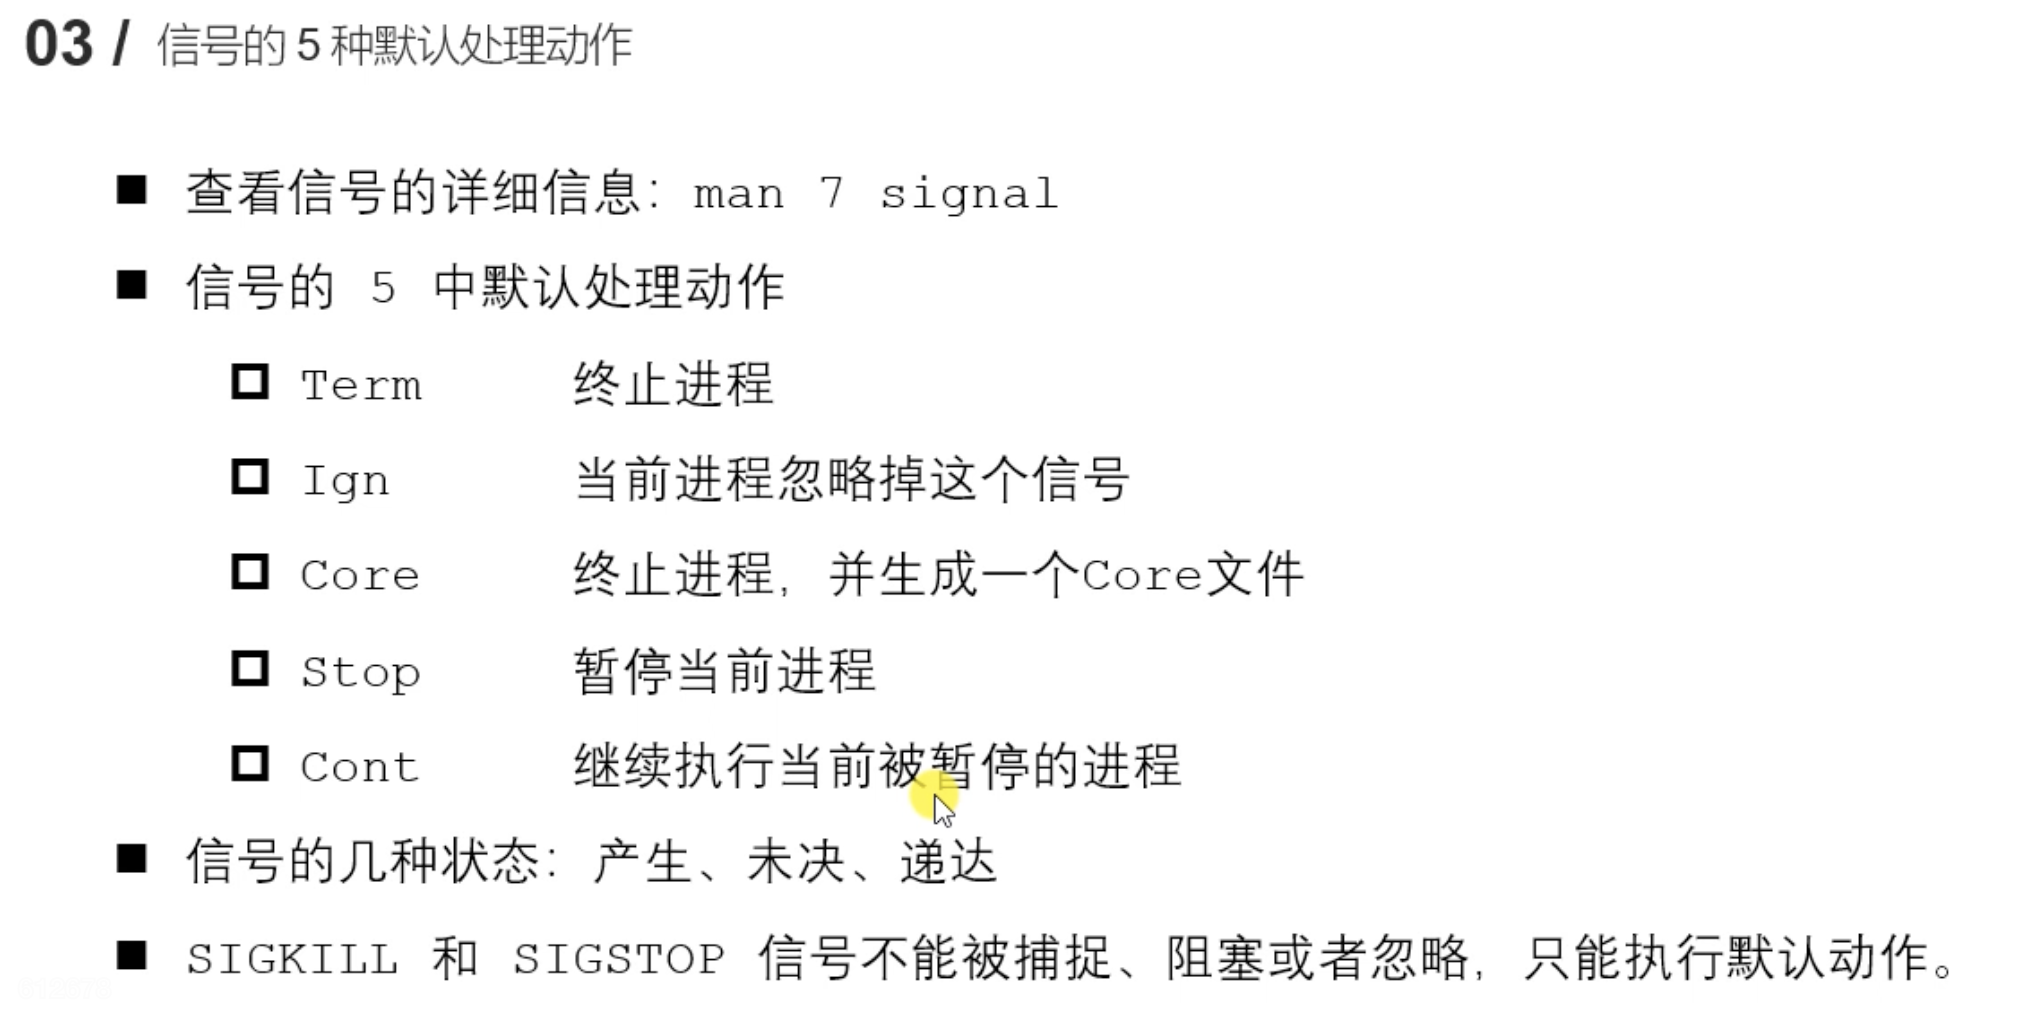 03 / 信号的 5 种默认处理动作
■ 查看信号的详细信息：man 7 signal
■ 信号的 5 中默认处理动作
Term 终止进程
Ign 当前进程忽略掉这个信号
Core 终止进程，并生成一个Core文件
Stop 暂停当前进程
Cont 继续执行当前被暂停的进程
■ 信号的几种状态：产生、未决、递达
■ SIGKILL 和 SIGSTOP 信号不能被捕捉、阻塞或者忽略，只能执行默认动作。